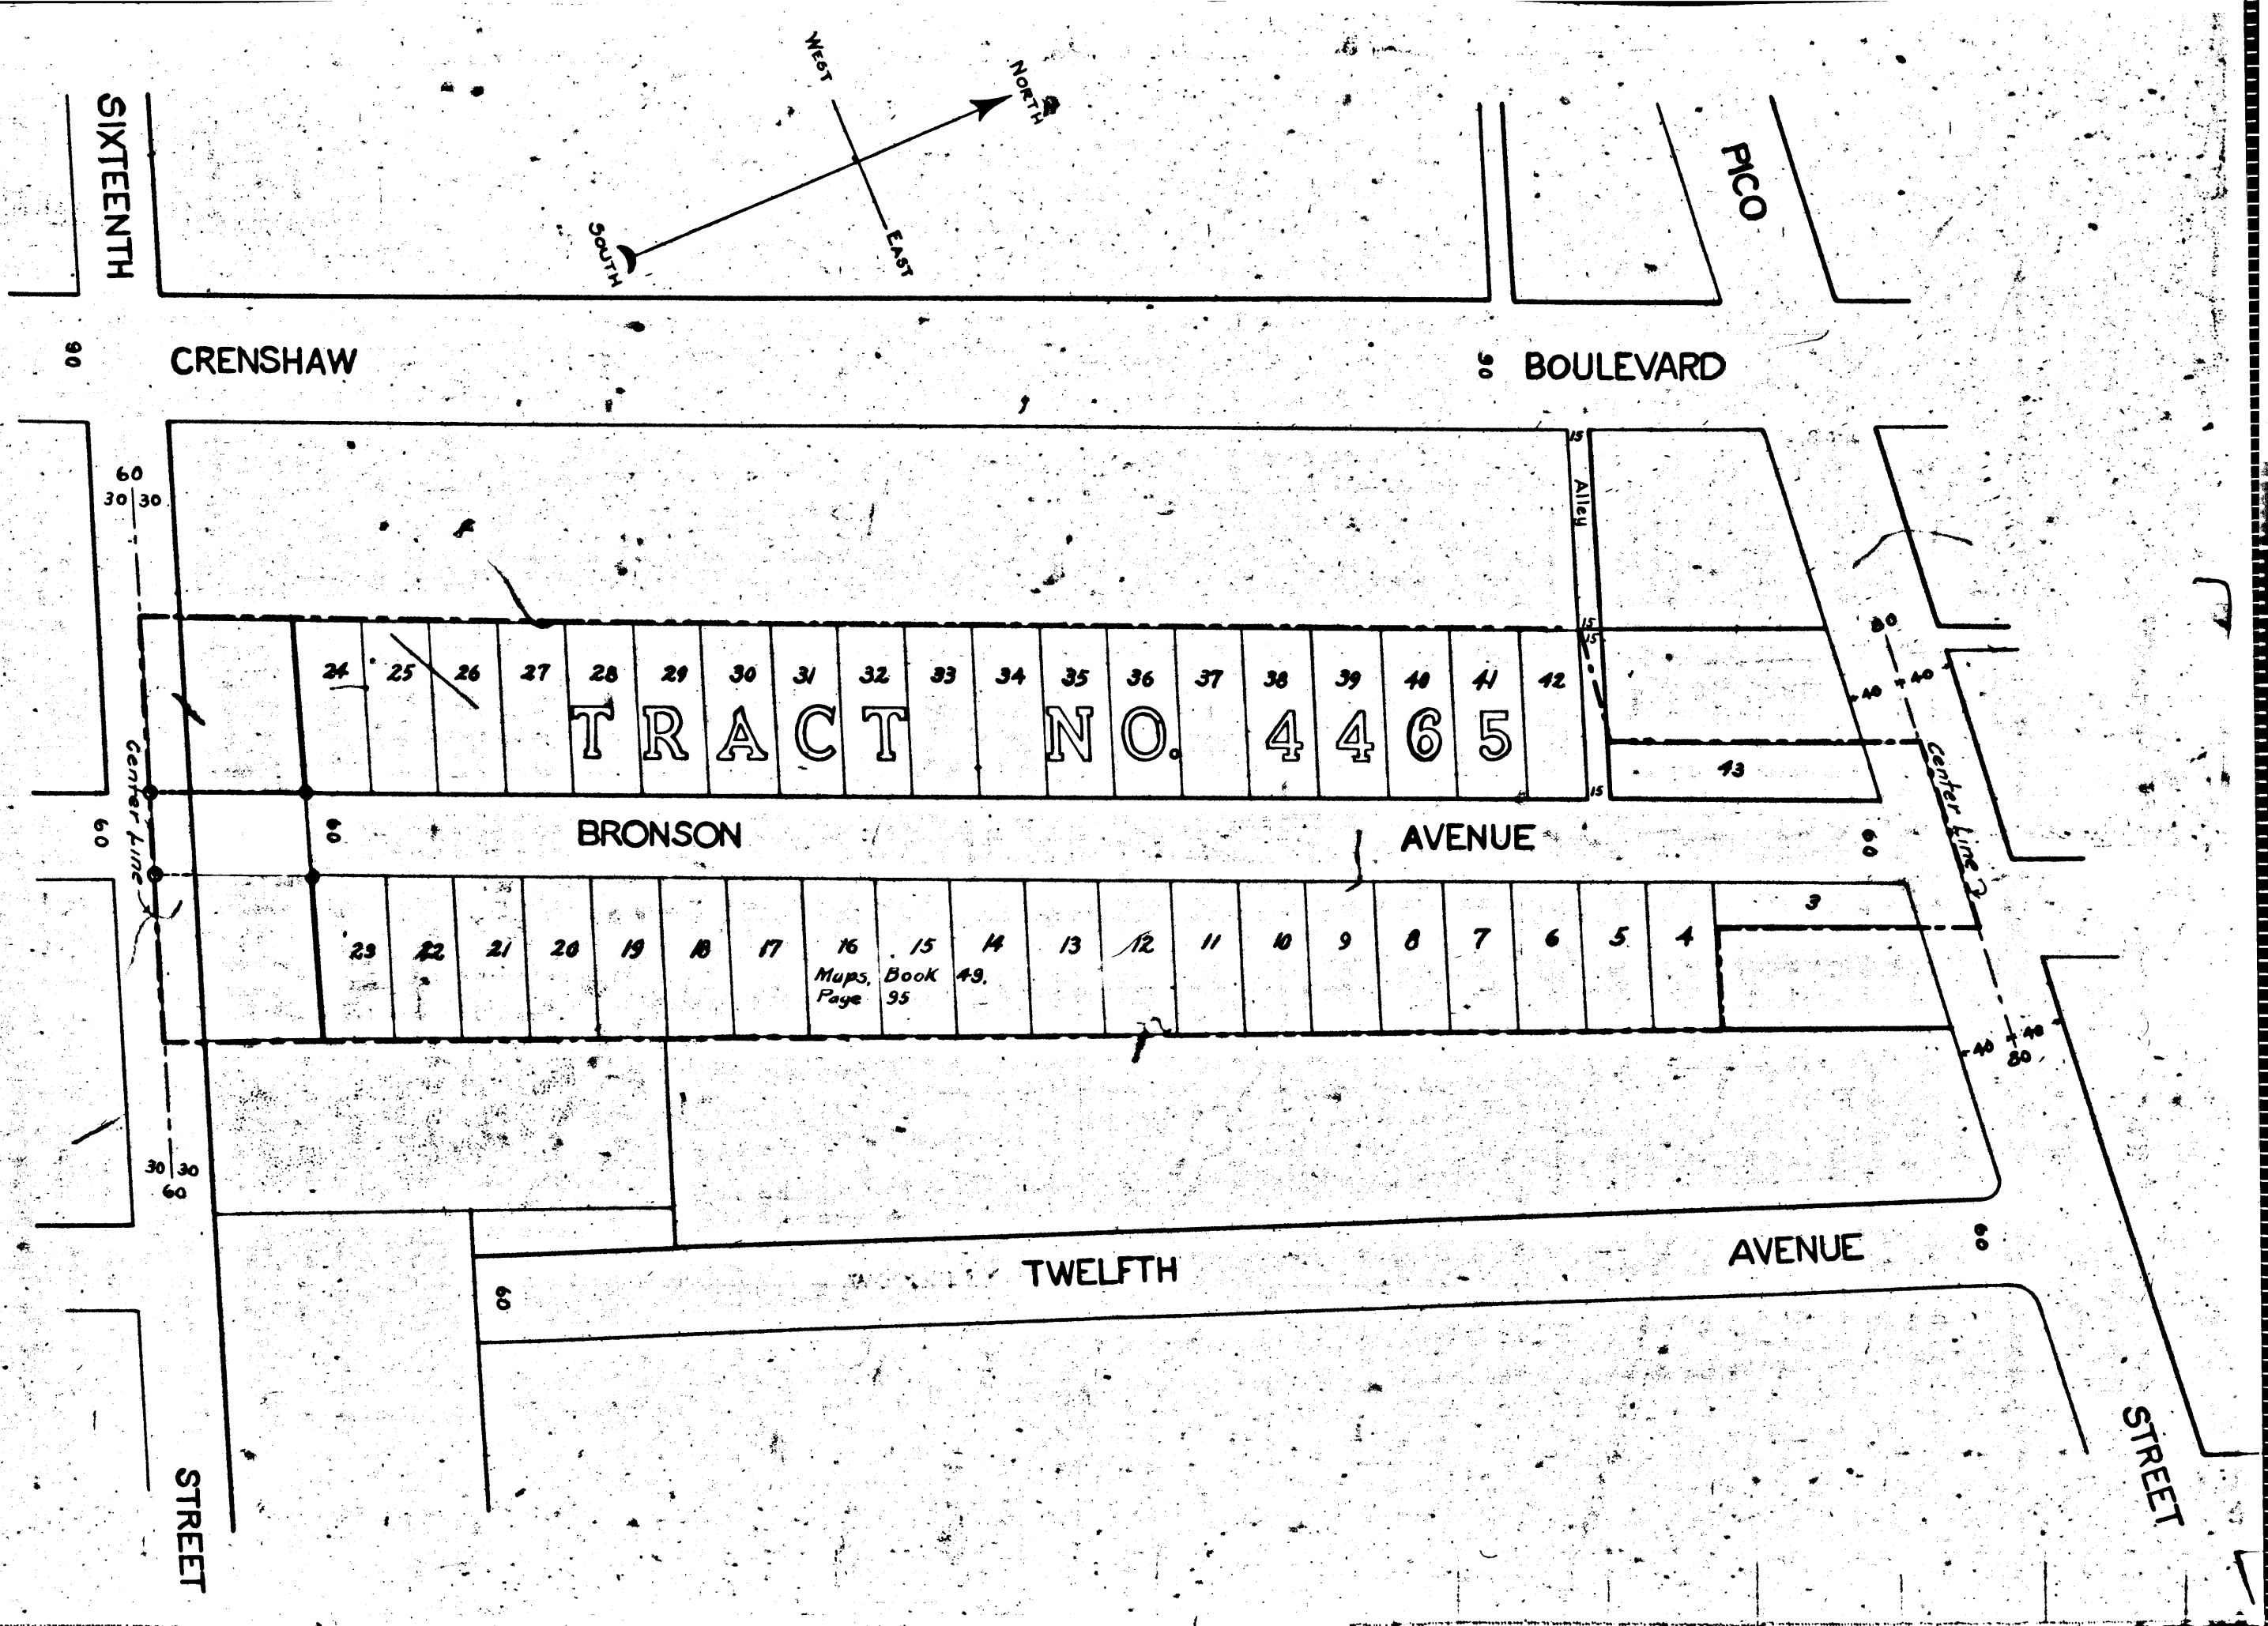 WEST
NORTH
SOUTH
EAST
SIXTEENTH
PICO
90
CRENSHAW
90
BOULEVARD
60
30 30
15
Alley
15
15
80
40
40
24 25 26 27 28 29 30 31 32 33 34 35 36 37 38 39 40 41 42
TRACT NO. 4465
43
Center Line
Center Line
15
60
60
BRONSON
AVENUE
60
3
23 22 21 20 19 18 17 16 15 14 13 12 11 10 9 8 7 6 5 4
Maps, Book 49,
Page 95
40
40
80
30 30
60
60
TWELFTH
AVENUE
60
STREET
STREET